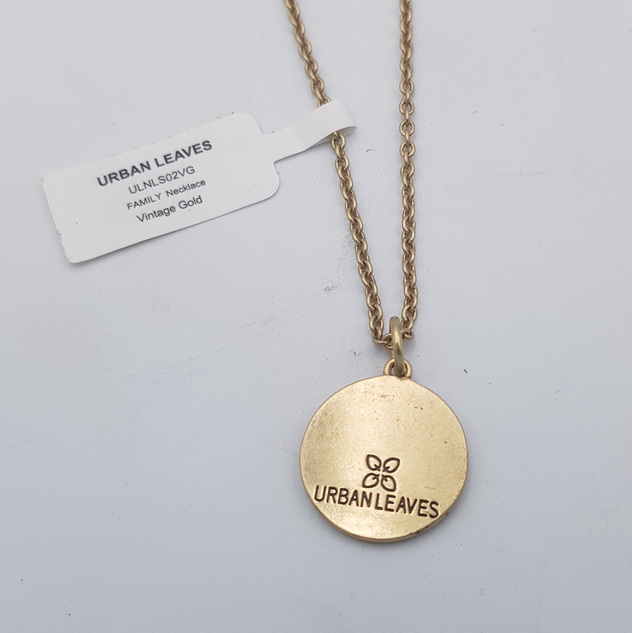 URBAN LEAVES
ULNLS02VG
FAMILY Necklace
Vintage Gold
URBAN LEAVES